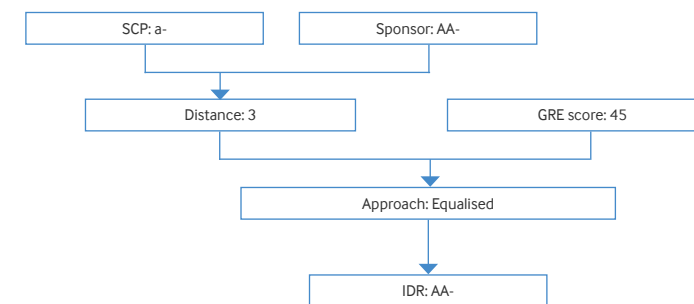 SCP: a-
Sponsor: AA-
Distance: 3
GRE score: 45
Approach: Equalised
IDR: AA-